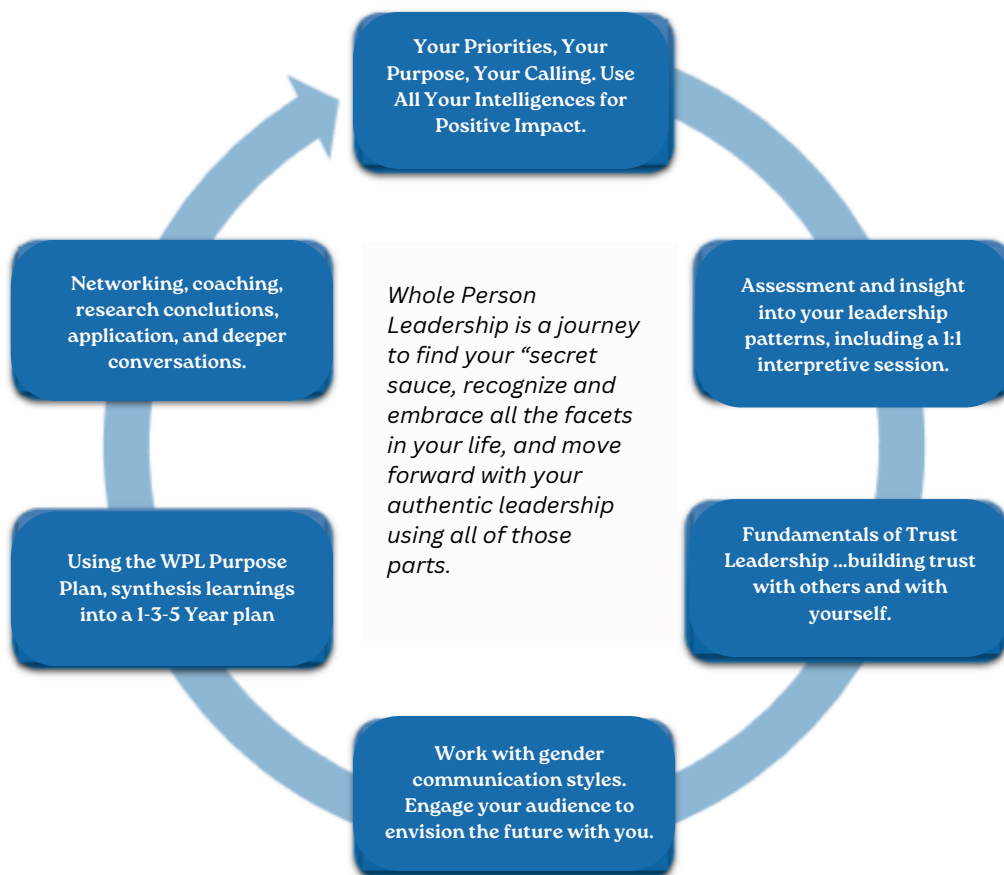 Your Priorities, Your
Purpose, Your Calling. Use
All Your Intelligences for
Positive Impact.
Assessment and insight
into your leadership
patterns, including a 1:1
interpretive session.
Fundamentals of Trust
Leadership ...building trust
with others and with
yourself.
Work with gender
communication styles.
Engage your audience to
envision the future with you.
Using the WPL Purpose
Plan, synthesis learnings
into a 1-3-5 Year plan
Networking, coaching,
research conclutions,
application, and deeper
conversations.
Whole Person
Leadership is a journey
to find your “secret
sauce, recognize and
embrace all the facets
in your life, and move
forward with your
authentic leadership
using all of those
parts.